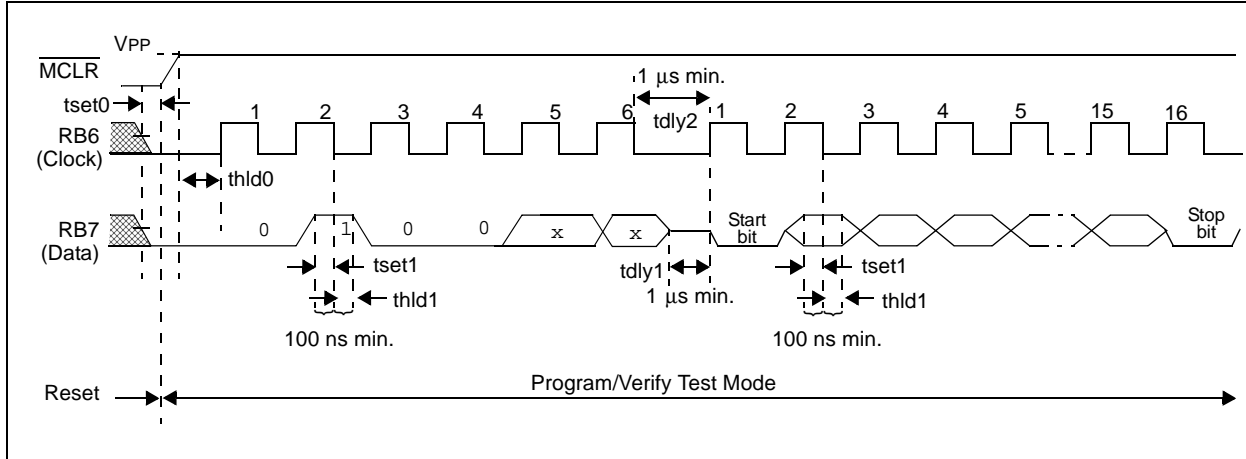 VPP
MCLR
1 μs min.
tset0
1 2 3 4 5 6 tdly2 1 2 3 4 5 15 16
RB6
(Clock)
thld0
RB7
(Data)
0 1 0 0 x x
Start
bit
Stop
bit
tset1
tdly1
tset1
thld1
1 μs min.
thld1
100 ns min.
100 ns min.
Reset
Program/Verify Test Mode